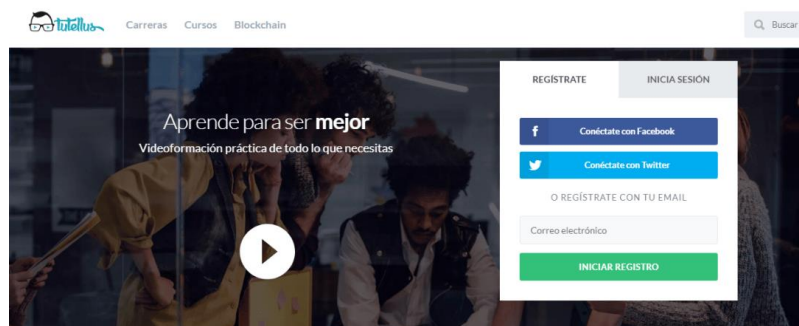 tutellus
Carreras Cursos Blockchain
Buscar
Aprende para ser mejor
Videoformación práctica de todo lo que necesitas
REGÍSTRATE
INICIA SESIÓN
f Conéctate con Facebook
Conéctate con Twitter
O REGÍSTRATE CON TU EMAIL
Correo electrónico
INICIAR REGISTRO